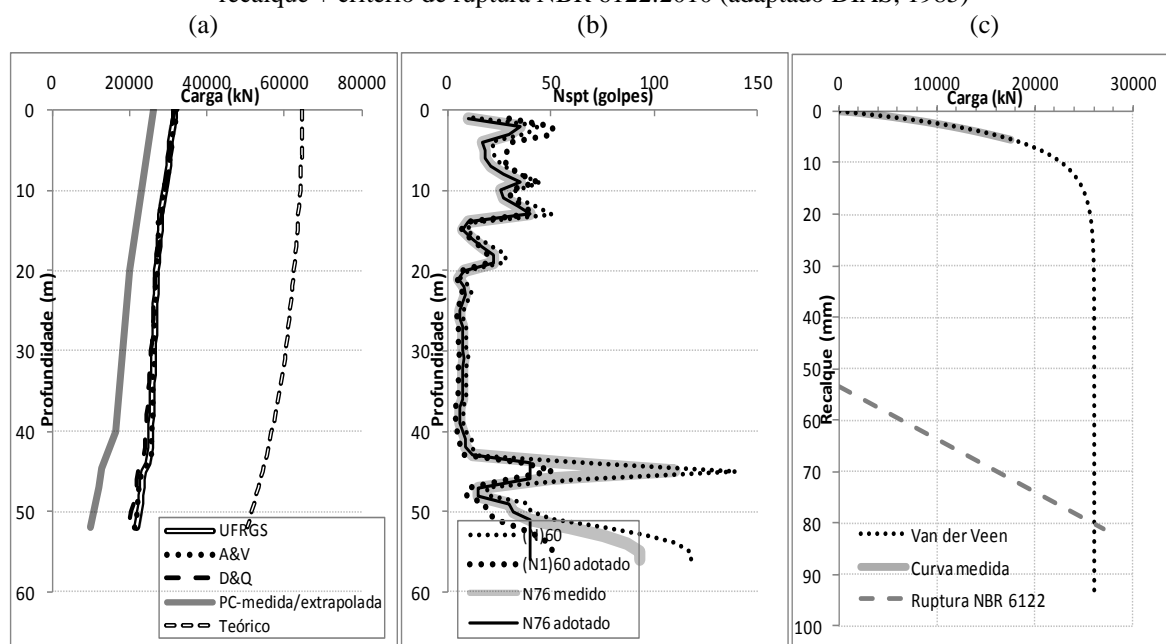 recalque + critério de ruptura NBR 6122:2010 (adaptado DIAS, 1983)
(a) (b) (c)
0 20000 40000 60000 80000
Carga (kN)
0
10
20
30
40
50
60
Profundidade (m)
UFRGS
A&V
D&Q
PC-medida/extrapolada
Teórico
0 50 100 150
Nspt (golpes)
0
10
20
30
40
50
60
Profundidade (m)
(N)60
(N1)60 adotado
N76 medido
N76 adotado
0 10000 20000 30000
Carga (kN)
0
10
20
30
40
50
60
70
80
90
100
Recalque (mm)
Van der Veen
Curva medida
Ruptura NBR 6122